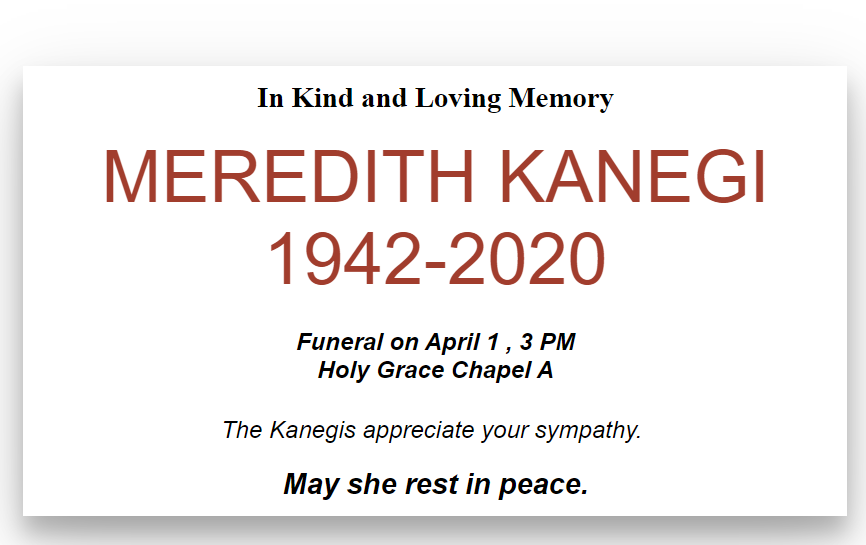 In Kind and Loving Memory
MEREDITH KANEGI
1942-2020
Funeral on April 1 , 3 PM
Holy Grace Chapel A
The Kanegis appreciate your sympathy.
May she rest in peace.